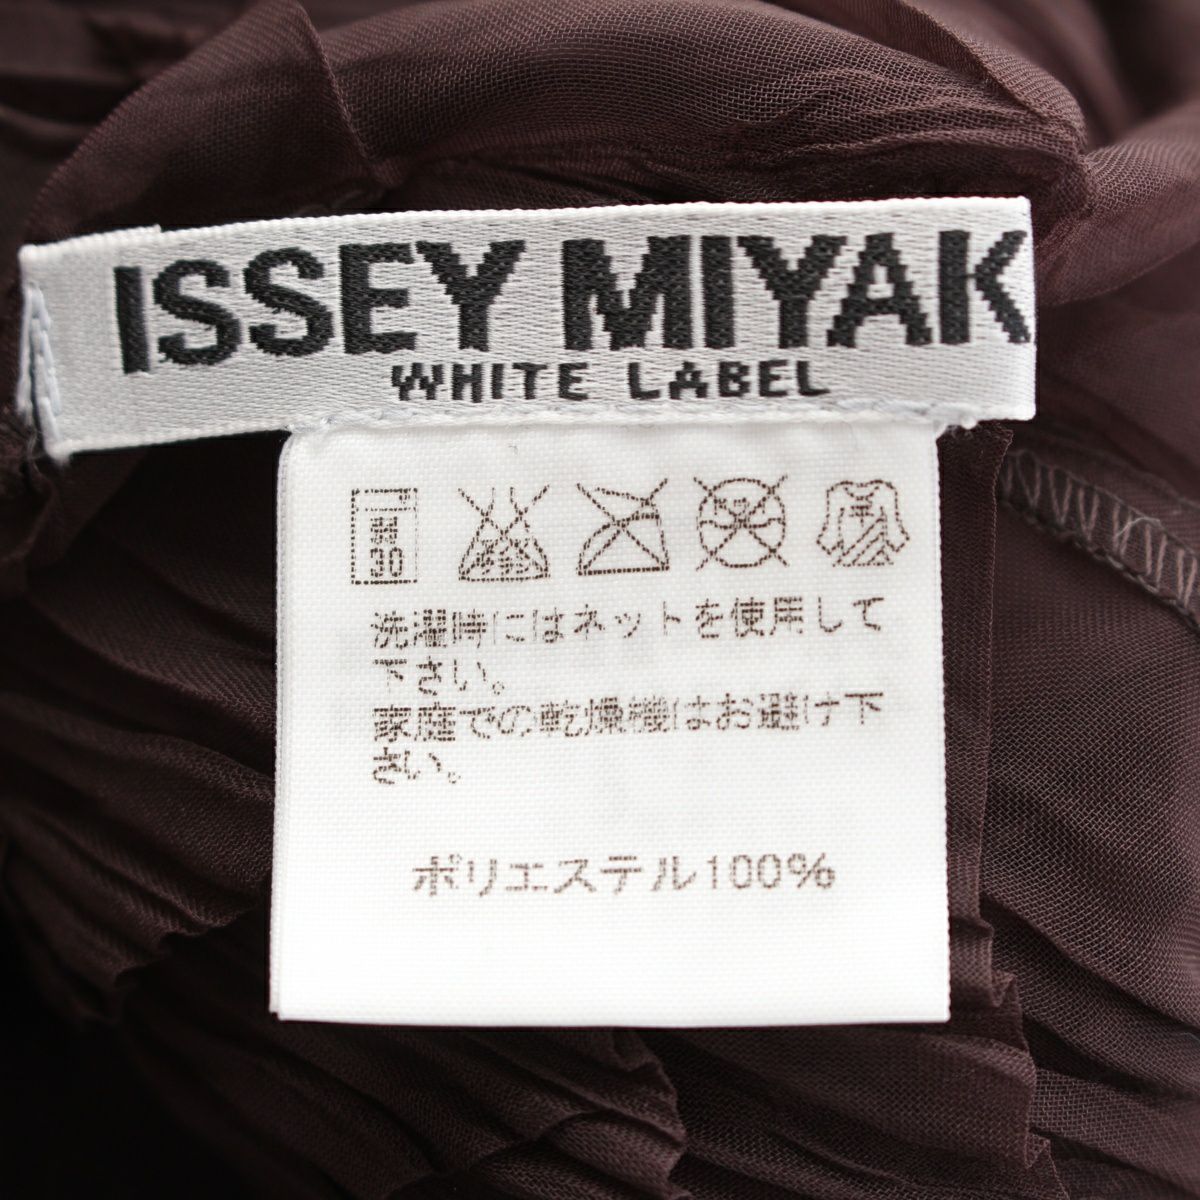 ISSEY MIYAK
WHITE LABEL
30
洗濯時にはネットを使用して
下さい。
家庭での乾燥機はお避け下
さい。
ポリエステル100%